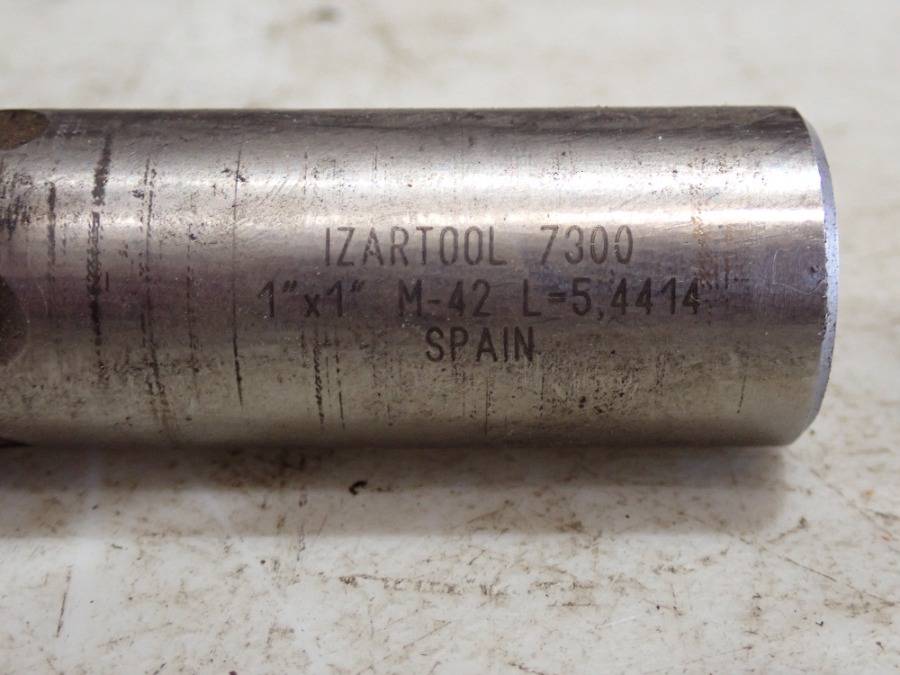 IZARTOOL 7300
1"x1" M-42 L=5,4414
SPAIN